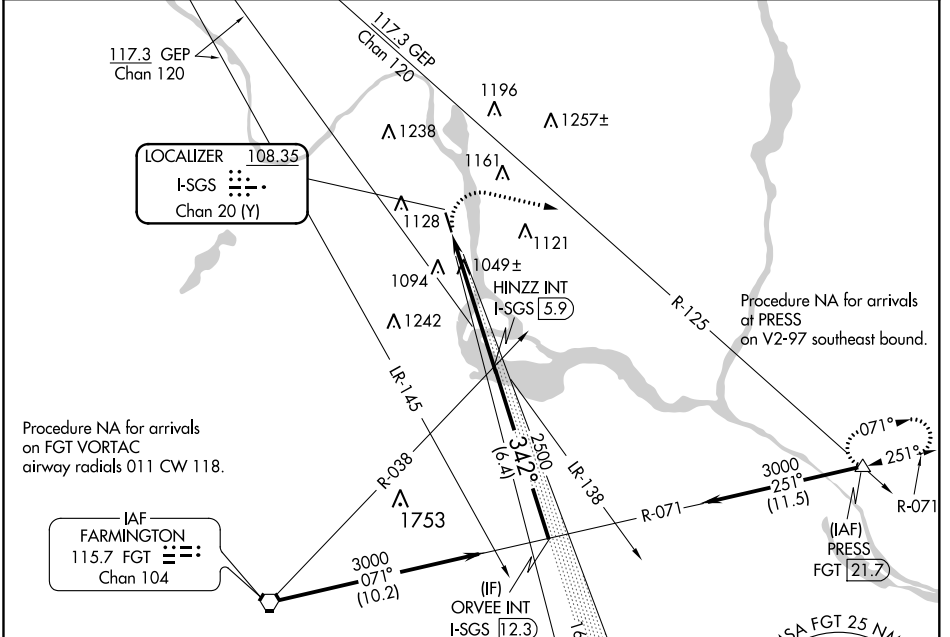 117.3 GEP
Chan 120
117.3 GEP
Chan 120
1196
1257±
1238
1161
LOCALIZER 108.35
I-SGS
Chan 20 (Y)
1128
1121
1094
1049±
HINZZ INT
I-SGS 5.9
1242
R-125
Procedure NA for arrivals
at PRESS
on V2-97 southeast bound.
LR-145
Procedure NA for arrivals
on FGT VORTAC
airway radials 011 CW 118.
R-038
342°
(6.4)
2500
LR-138
071°
251°
3000
251°
(11.5)
R-071
R-071
1753
IAF
FARMINGTON
115.7 FGT
Chan 104
3000
071°
(10.2)
(IAF)
PRESS
FGT 21.7
(IF)
ORVEE INT
I-SGS 12.3
SA FGT 25 N